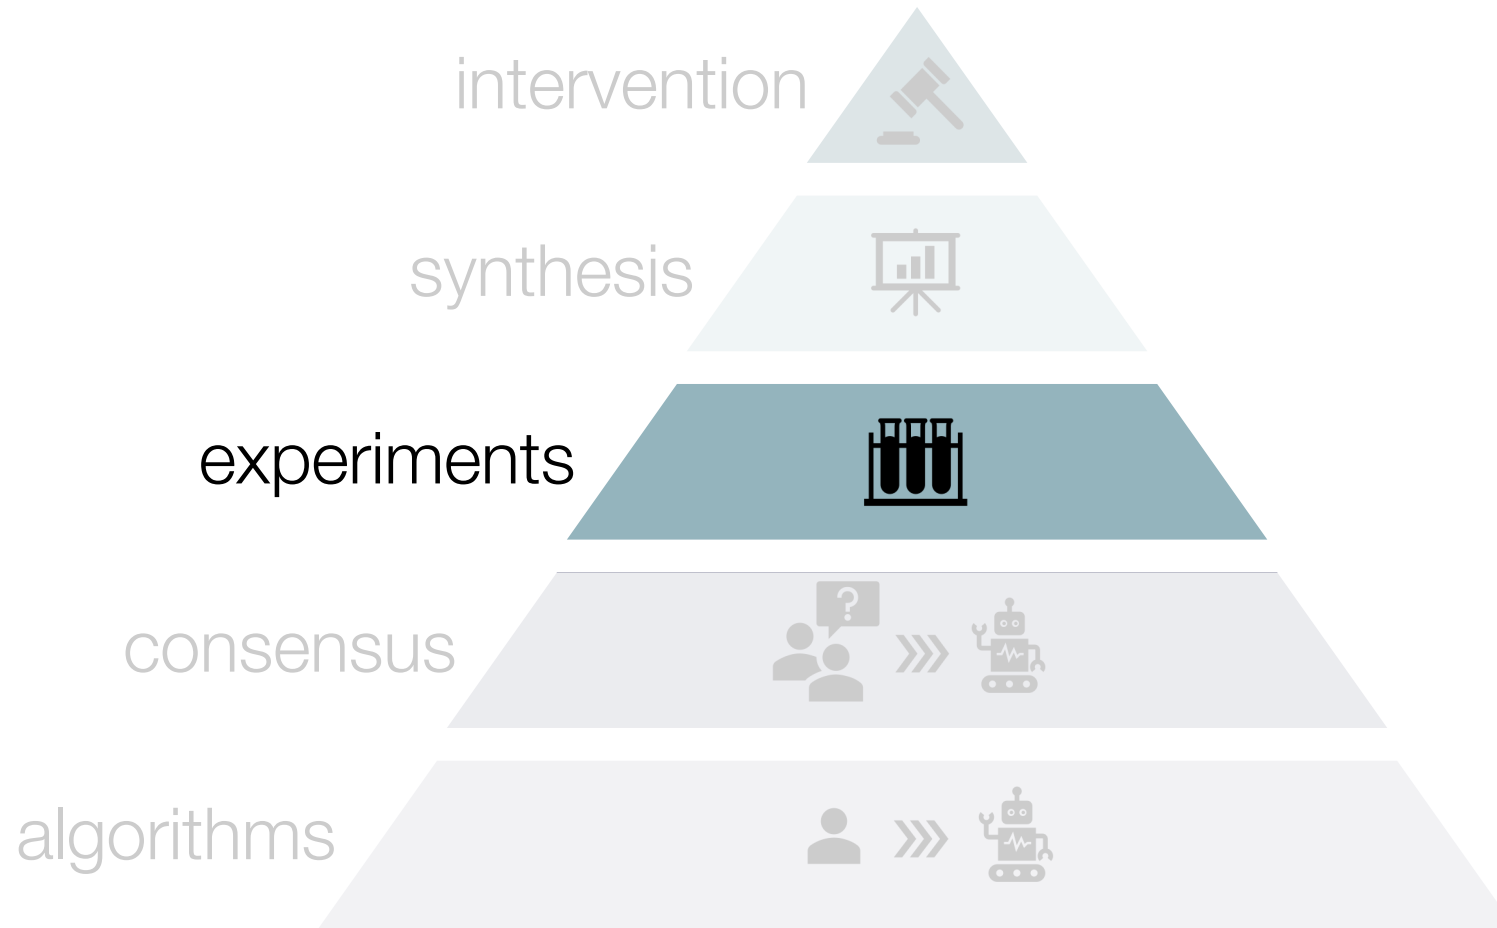 intervention
synthesis
experiments
consensus
?
algorithms